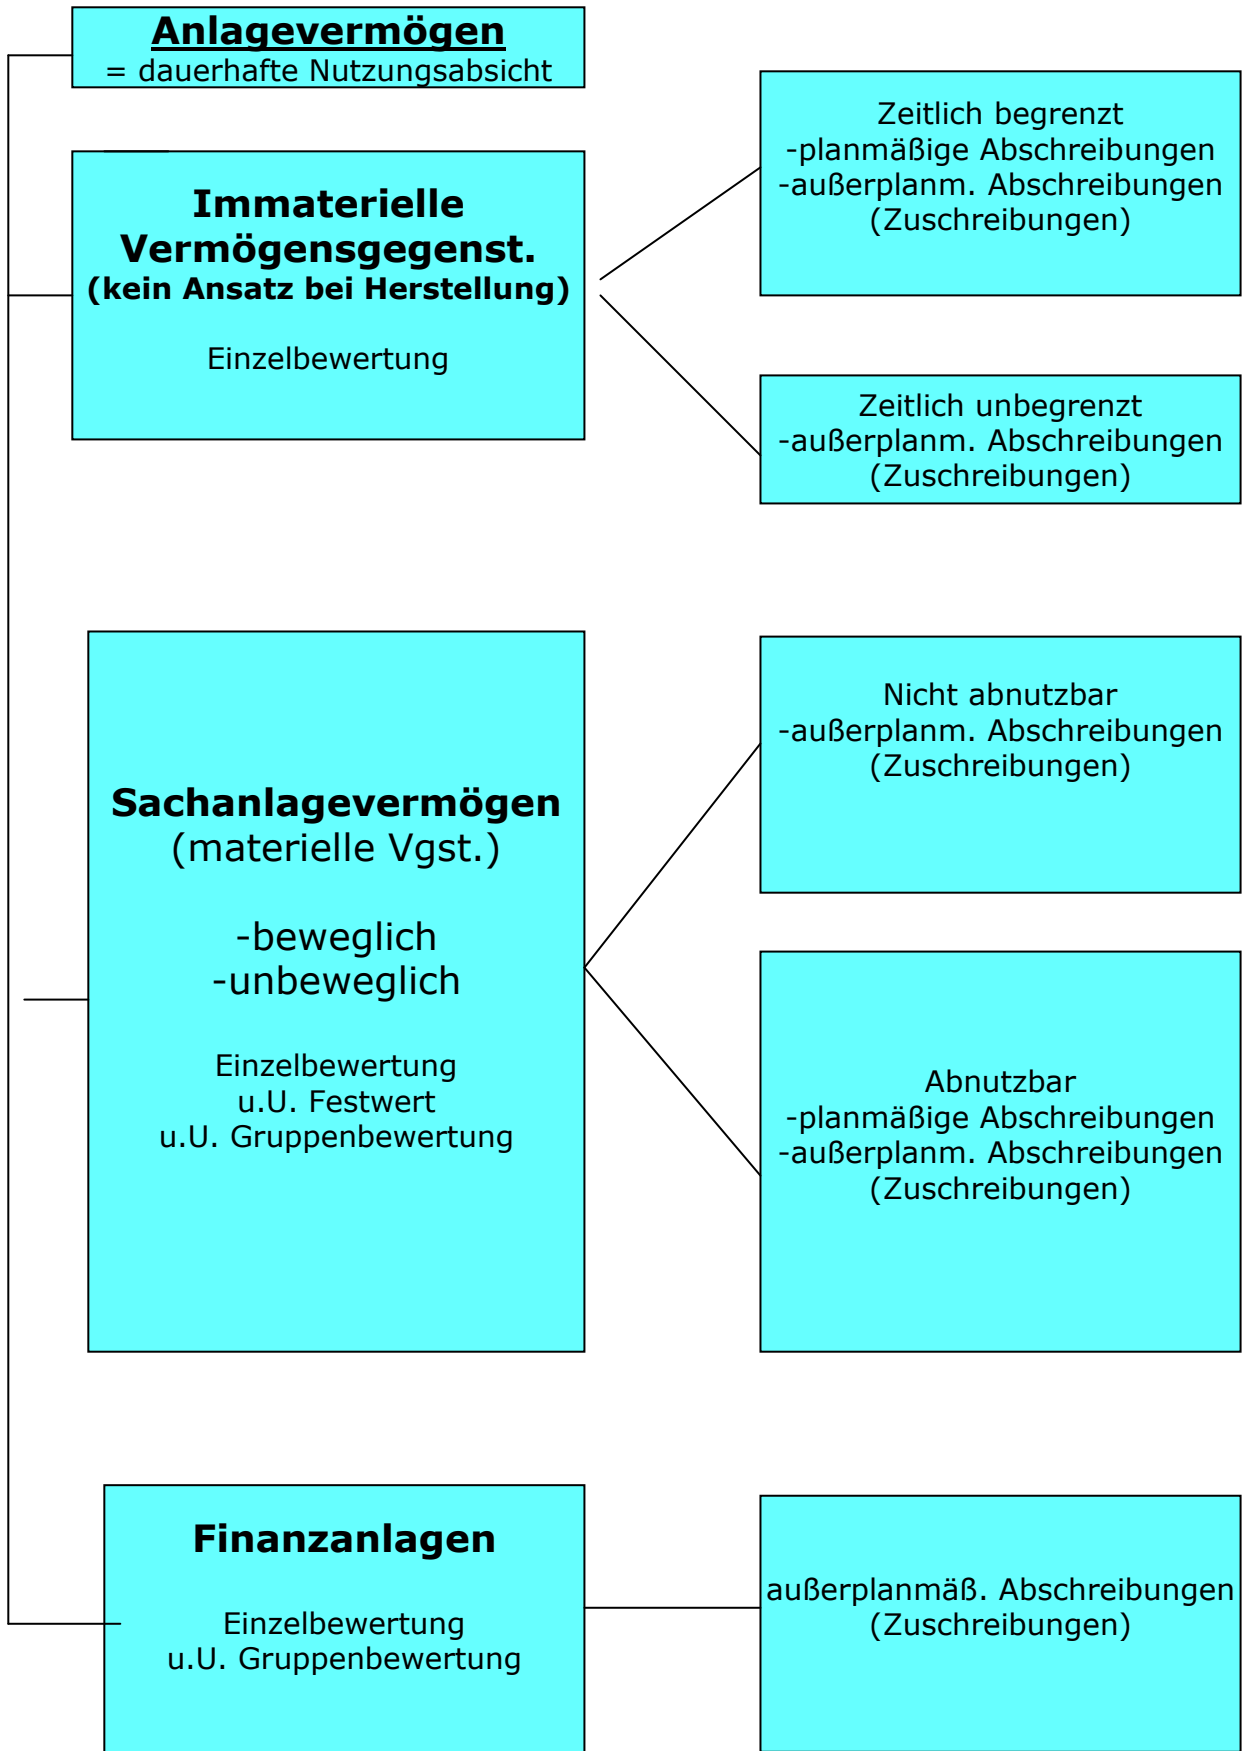 Anlagevermögen
= dauerhafte Nutzungsabsicht
Zeitlich begrenzt
-planmäßige Abschreibungen
-außerplanm. Abschreibungen
(Zuschreibungen)
Immaterielle
Vermögensgegenst.
(kein Ansatz bei Herstellung)
Einzelbewertung
Zeitlich unbegrenzt
-außerplanm. Abschreibungen
(Zuschreibungen)
Sachanlagevermögen
(materielle Vgst.)
-beweglich
-unbeweglich
Einzelbewertung
u.U. Festwert
u.U. Gruppenbewertung
Nicht abnutzbar
-außerplanm. Abschreibungen
(Zuschreibungen)
Abnutzbar
-planmäßige Abschreibungen
-außerplanm. Abschreibungen
(Zuschreibungen)
Finanzanlagen
Einzelbewertung
u.U. Gruppenbewertung
außerplanmäß. Abschreibungen
(Zuschreibungen)